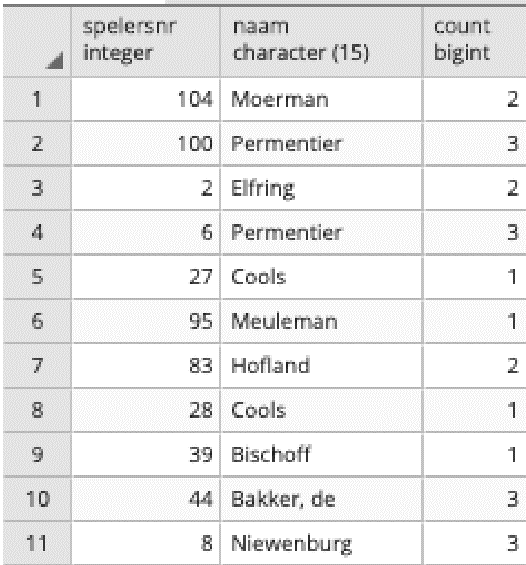 spelersnr naam count
integer character (15) bigint
1 104 Moerman 2
2 100 Permentier 3
3 2 Elfring 2
4 6 Permentier 3
5 27 Cools 1
6 95 Meuleman 1
7 83 Hofland 2
8 28 Cools 1
9 39 Bischoff 1
10 44 Bakker, de 3
11 8 Niewenburg 3